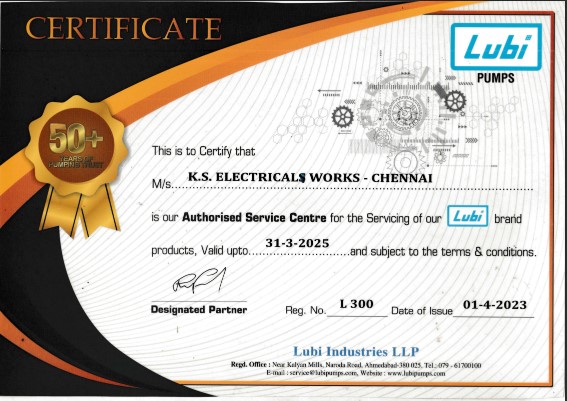 CERTIFICATE
Lubi
PUMPS
50+
YEARS OF
PUMPING TRUST
This is to Certify that
M/s. K.S. ELECTRICALS WORKS - CHENNAI
is our Authorised Service Centre for the Servicing of our Lubi brand
products, Valid upto 31-3-2025 and subject to the terms & conditions.
Designated Partner
Reg. No. L 300 Date of Issue 01-4-2023
Lubi Industries LLP
Regd. Office : Near Kalyan Mills, Naroda Road, Ahmedabad-380 025, Tel.:079 - 61700100
E-mail : service@lubipumps.com, Website : www.lubipumps.com